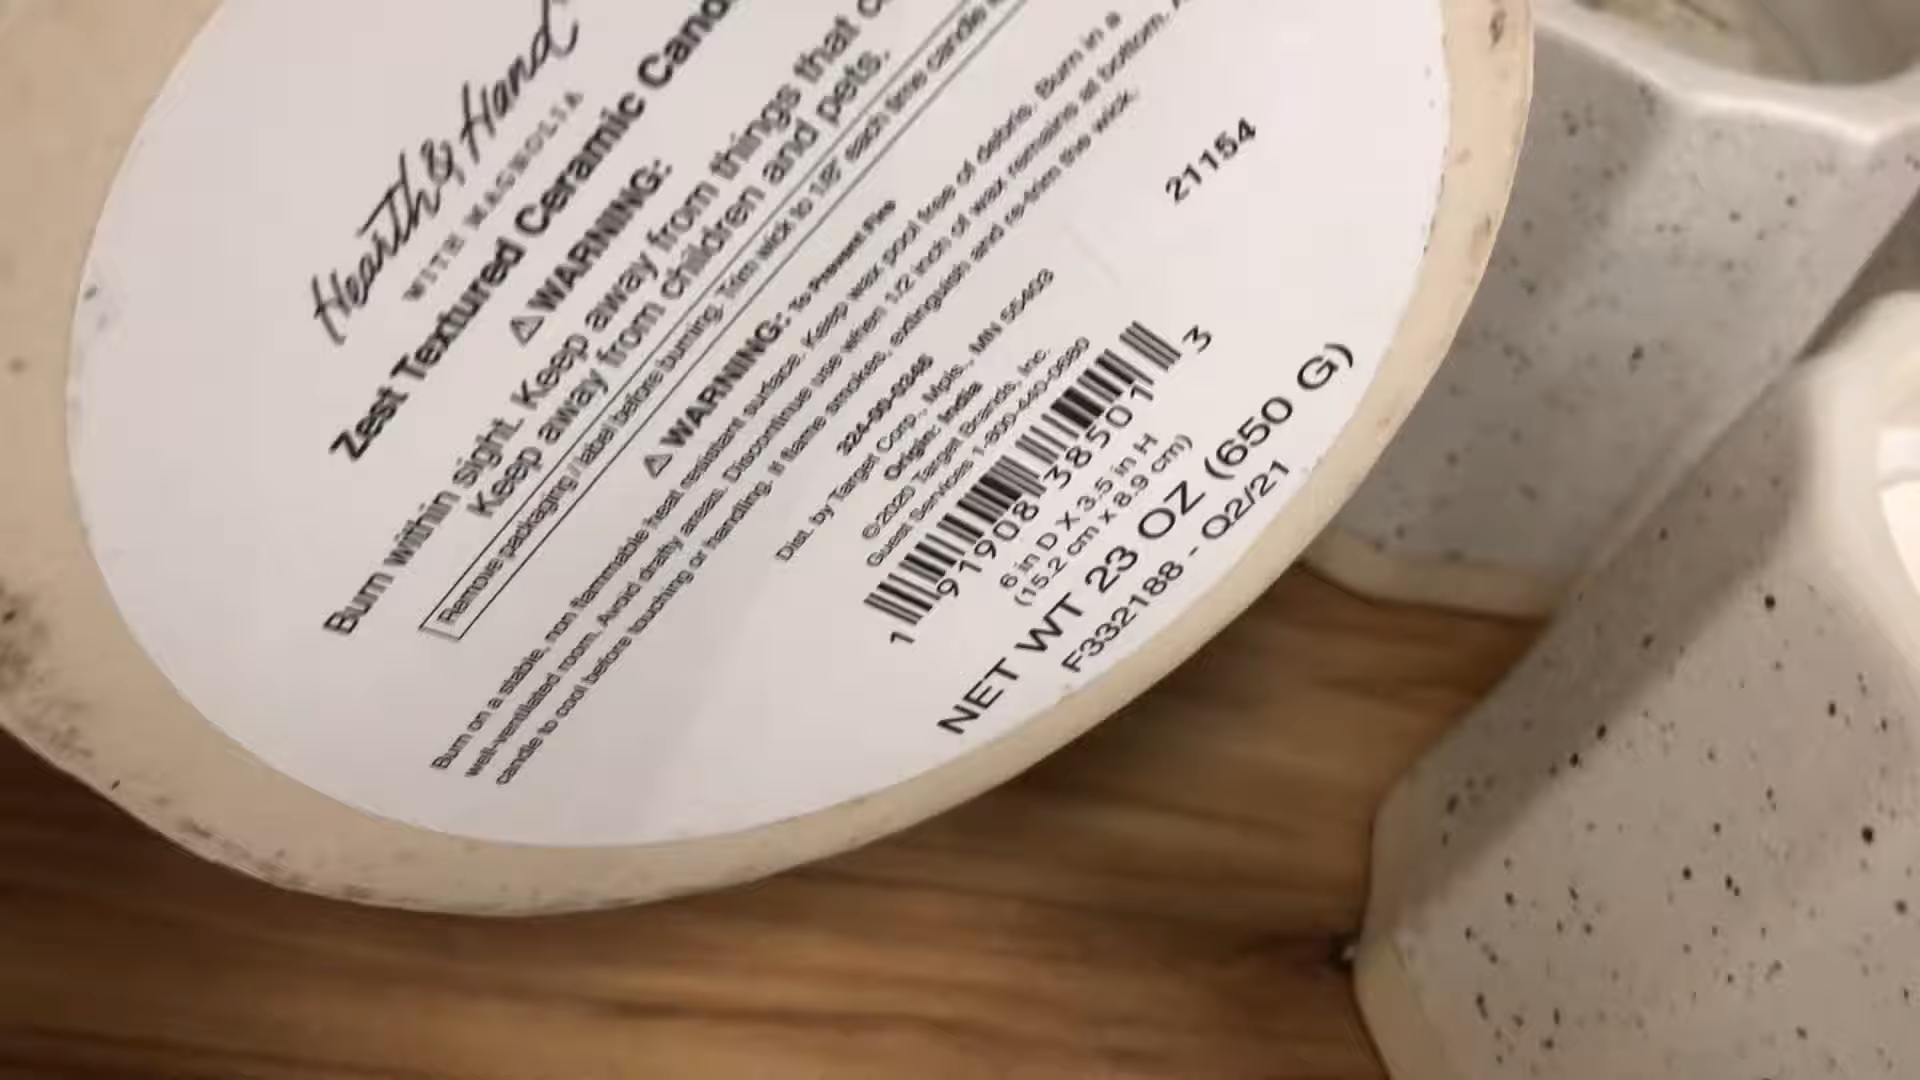 Hearth & Hand
WITH MAGNOLIA
Zest Textured Ceramic
⚠WARNING:
Burn within sight. Keep away from things that
Keep away from children and pets.
Remove packaging/label before burning. Trim wick to 1/8" each time candle
⚠WARNING: To Prevent Fire
Burn on a stable, non flammable heat resistant surface. Keep wax pool free of debris. Burn in a
well-ventilated room. Avoid drafty areas. Discontinue use when 1/2 inch of wax remains at bottom.
candle to cool before touching or handling. If flame smokes, extinguish and re-trim the wick.
324-00-0246
Dist. by Target Corp., Mpls., MN 55403
Origin: India
©2020 Target Brands, Inc.
Guest Services 1-800-440-0680
1 91908 38501 3
6 in D X 3.5 in H
(15.2 cm x 8.9 cm)
NET WT 23 OZ (650 G)
F332188 - Q2/21
21154